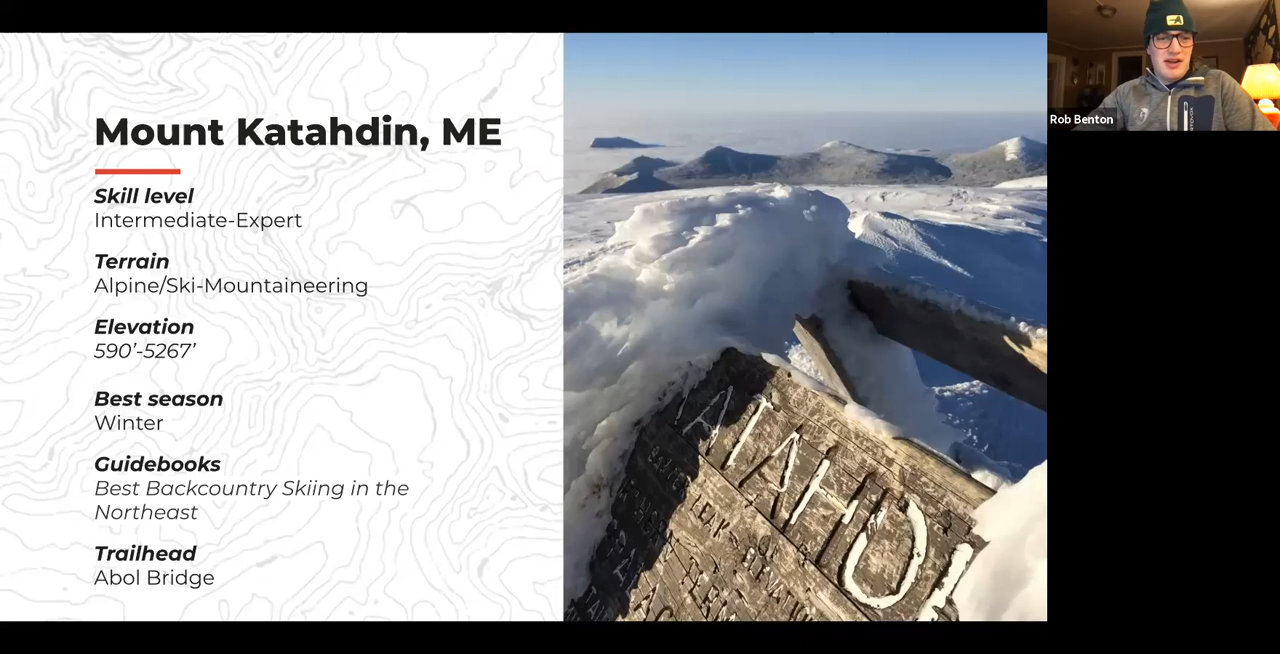 Mount Katahdin, ME
Skill level
Intermediate-Expert
Terrain
Alpine/Ski-Mountaineering
Elevation
590’-5267’
Best season
Winter
Guidebooks
Best Backcountry Skiing in the
Northeast
Trailhead
Abol Bridge
Rob Benton